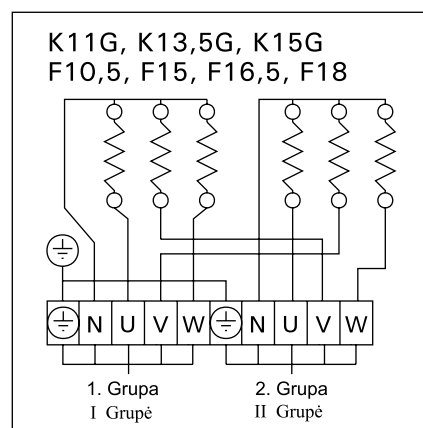 K11G, K13,5G, K15G
F10,5, F15, F16,5, F18
N U V W N U V W
1. Grupa 2. Grupa
I Grupė II Grupė